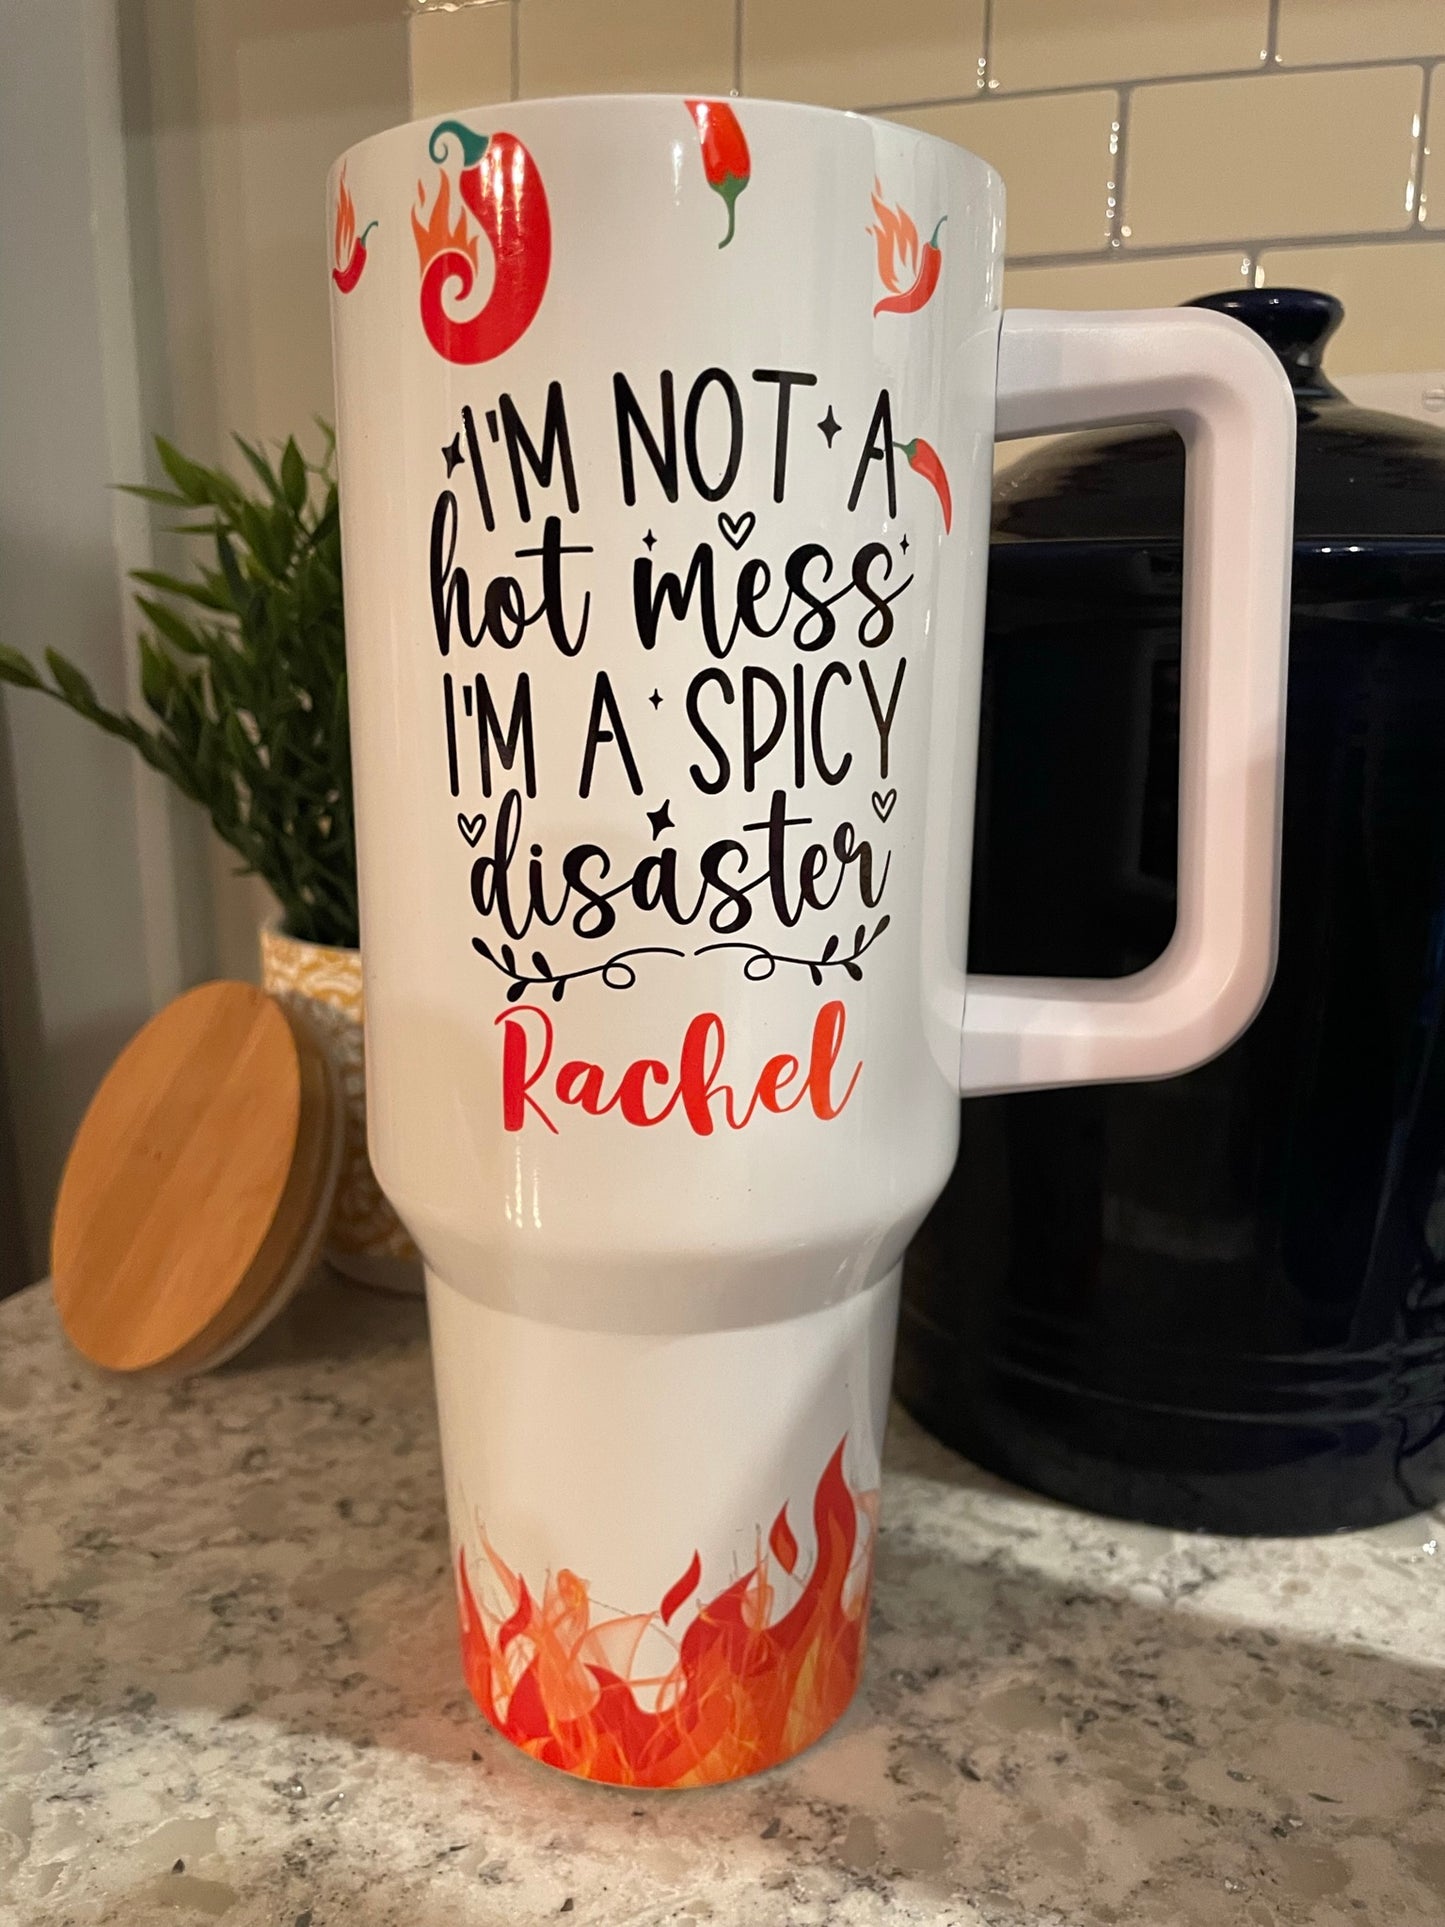 I'M NOT A
hot mess
I'M A SPICY
disaster
Rachel